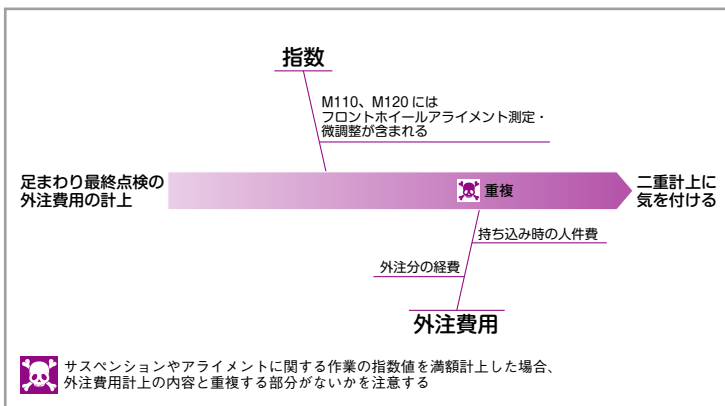 指数
M110、M120 には
フロントホイールアライメント測定・
微調整が含まれる
足まわり最終点検の
外注費用の計上
重複
二重計上に
気を付ける
持ち込み時の人件費
外注分の経費
外注費用
サスペンションやアライメントに関する作業の指数値を満額計上した場合、
外注費用計上の内容と重複する部分がないかを注意する